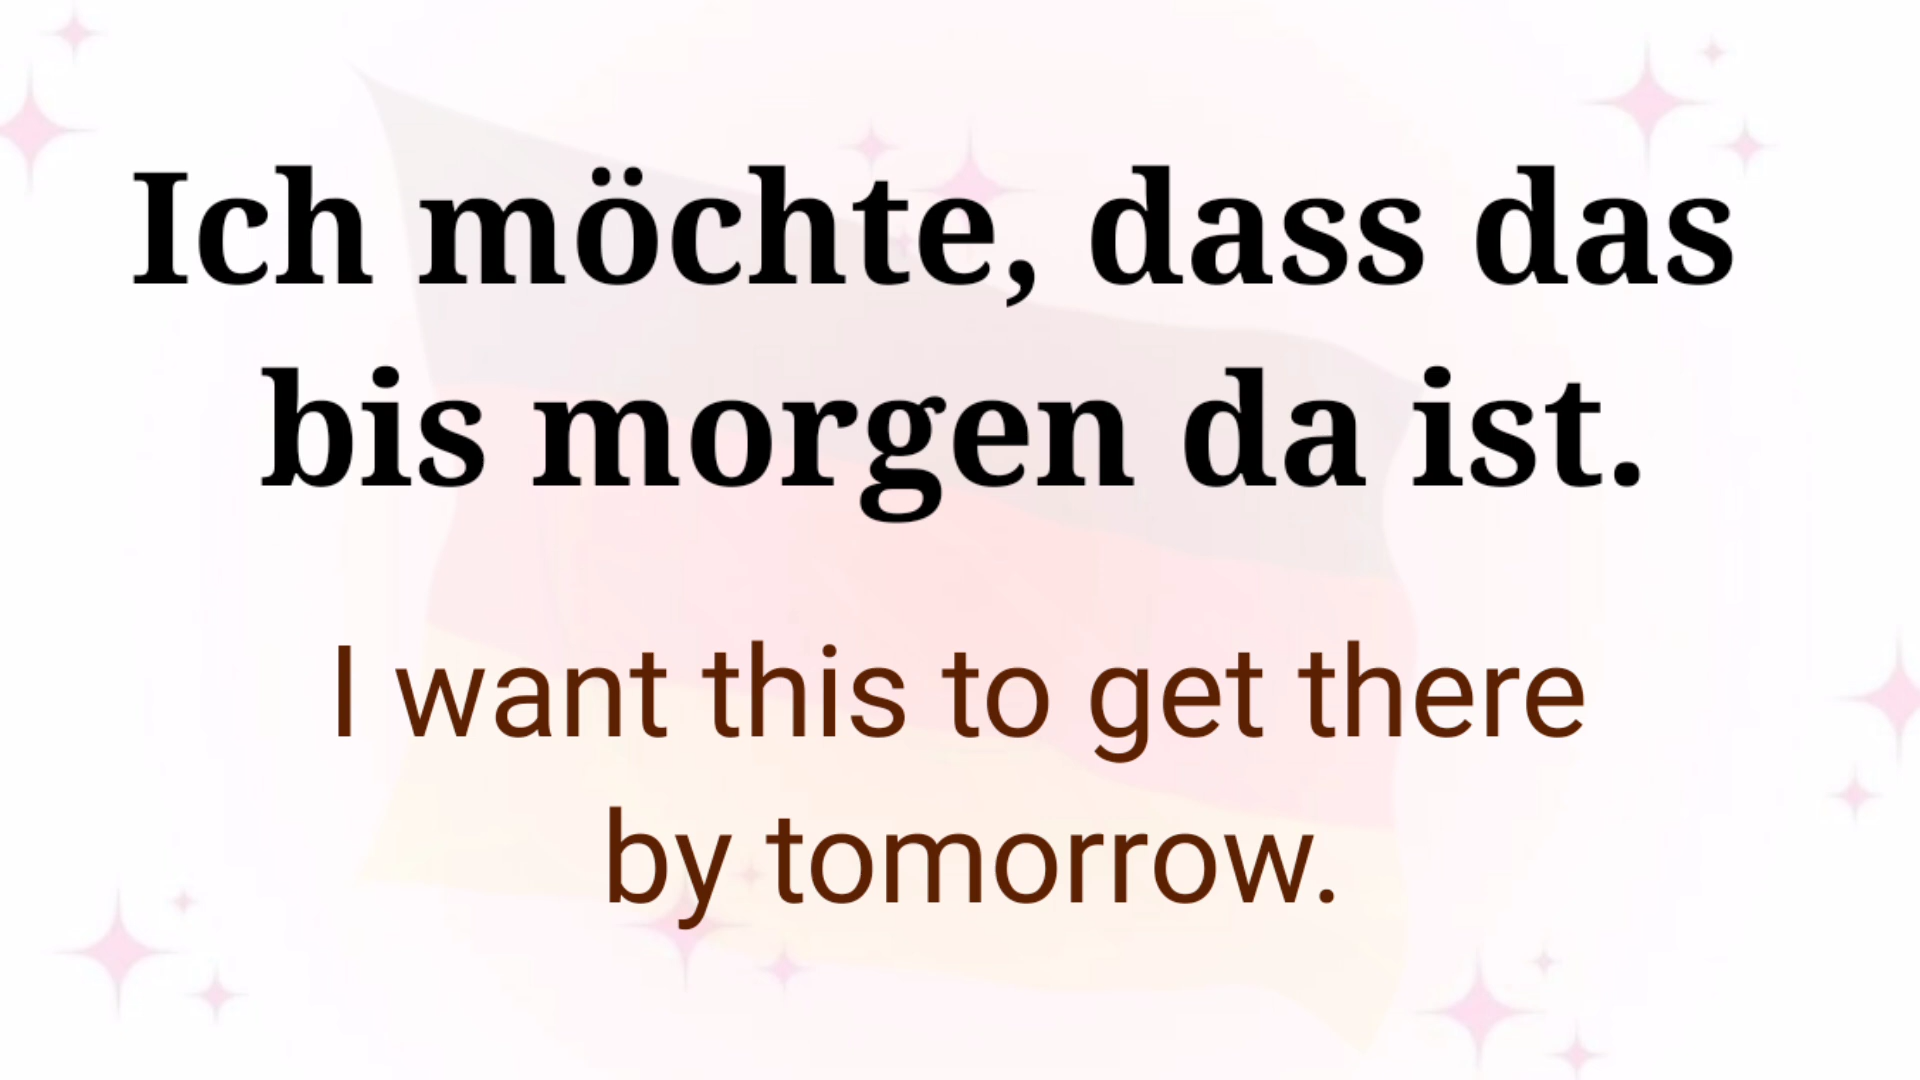 Ich möchte, dass das
bis morgen da ist.
I want this to get there
by tomorrow.